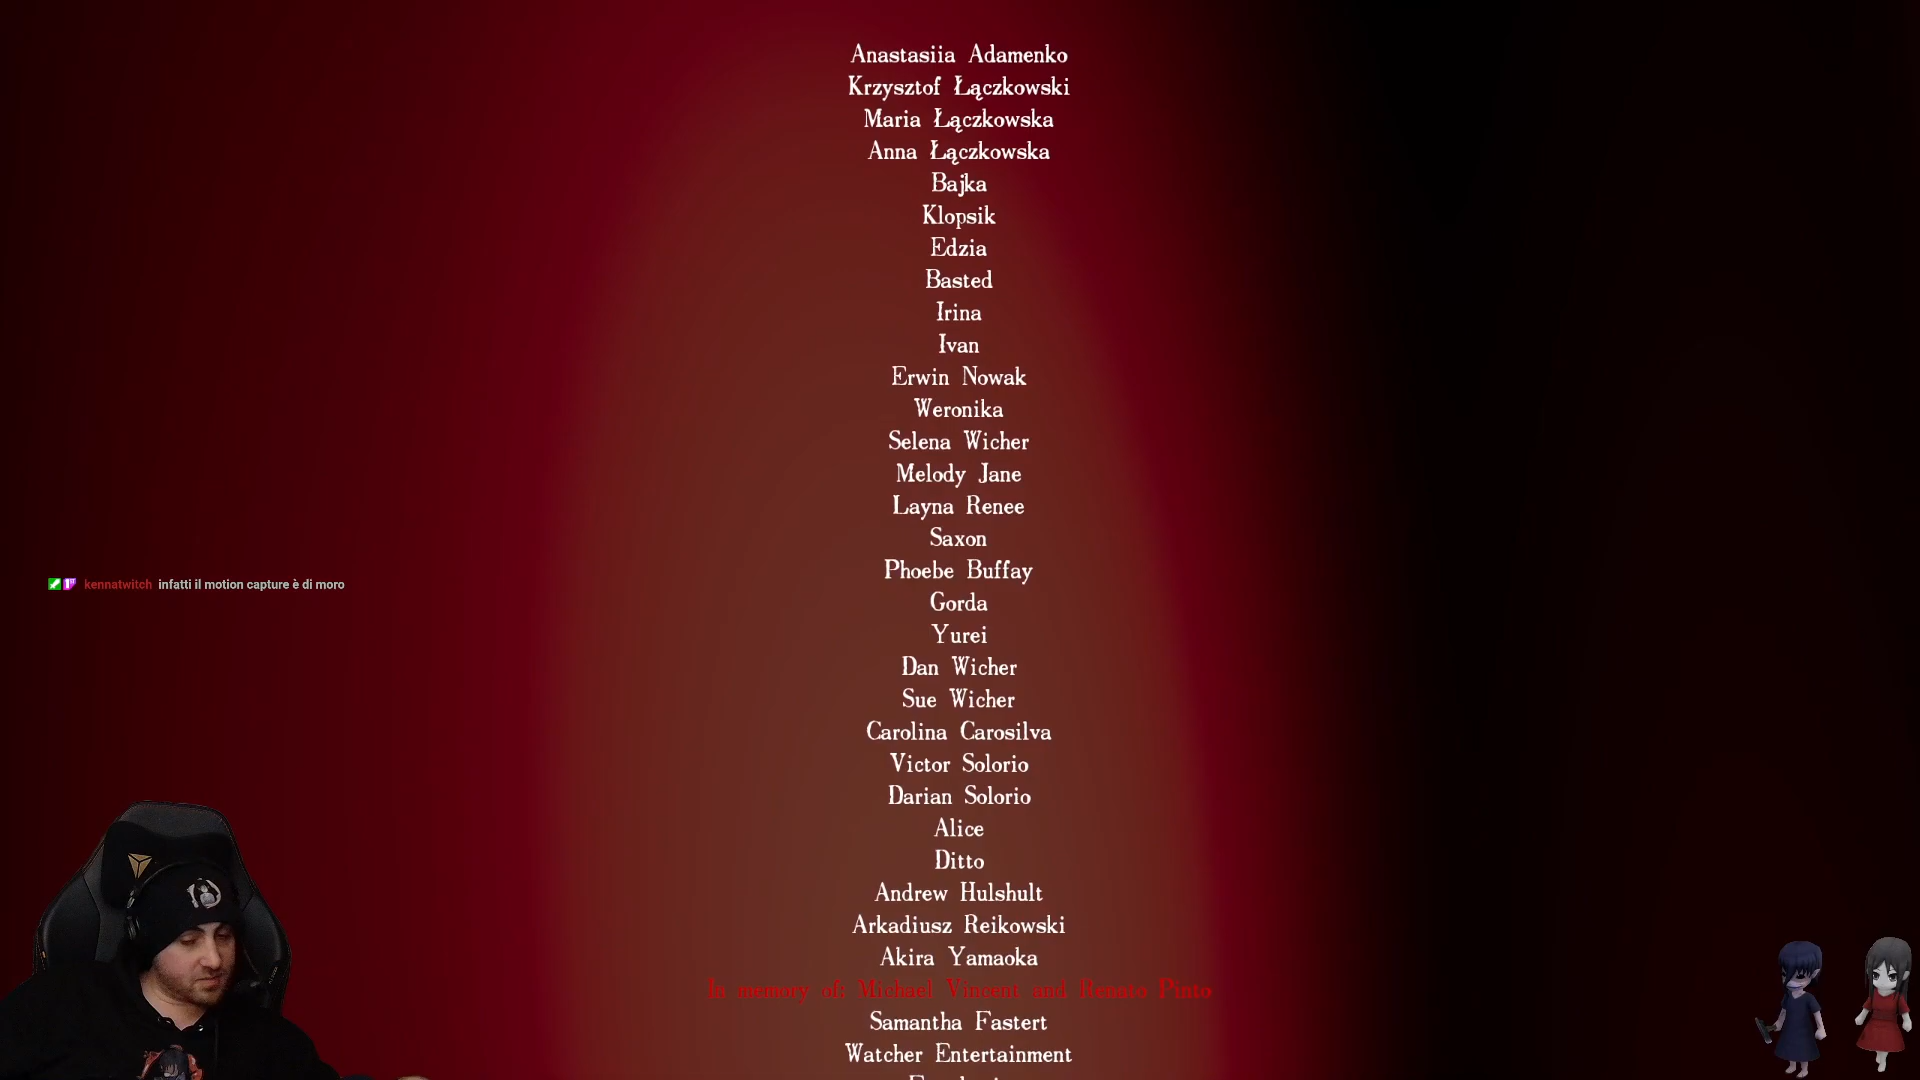 Anastasiia Adamenko
Krzysztof Łączkowski
Maria Łączkowska
Anna Łączkowska
Bajka
Klopsik
Edzia
Basted
Irina
Ivan
Erwin Nowak
Weronika
Selena Wicher
Melody Jane
Layna Renee
Saxon
Phoebe Buffay
Gorda
Yurei
Dan Wicher
Sue Wicher
Carolina Carosilva
Victor Solorio
Darian Solorio
Alice
Ditto
Andrew Hulshult
Arkadiusz Reikowski
Akira Yamaoka
In memory of: Michael Vincent and Renato Pinto
Samantha Fastert
Watcher Entertainment
kennatwitch infatti il motion capture è di moro